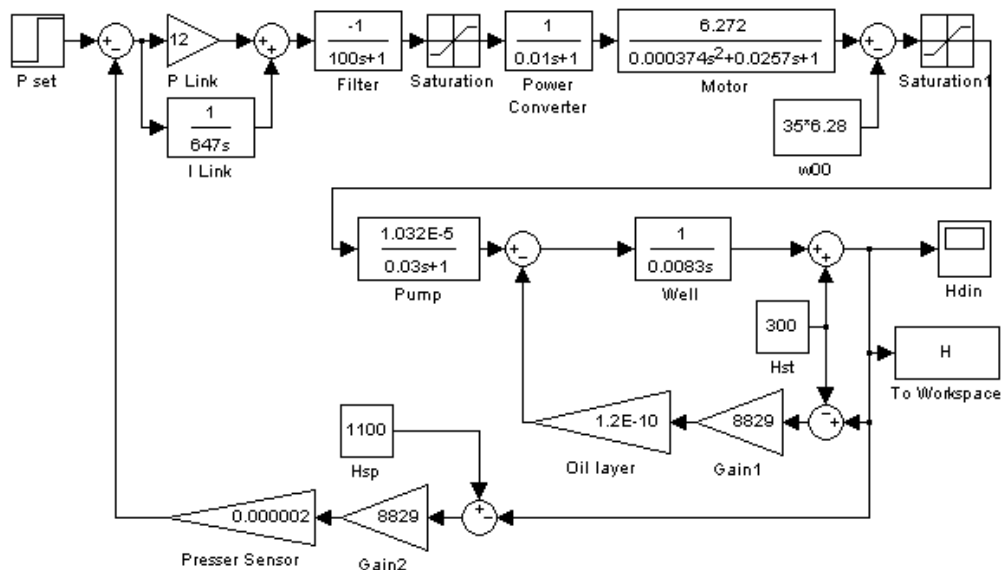 P set
12
P Link
1
647s
I Link
-1
100s+1
Filter
Saturation
1
0.01s+1
Power
Converter
6.272
0.000374s2+0.0257s+1
Motor
35*6.28
w00
Saturation1
1.032E-5
0.03s+1
Pump
1
0.0083s
Well
Hdin
300
Hst
H
To Workspace
1.2E-10
Oil layer
8829
Gain1
1100
Hsp
0.000002
Presser Sensor
8829
Gain2